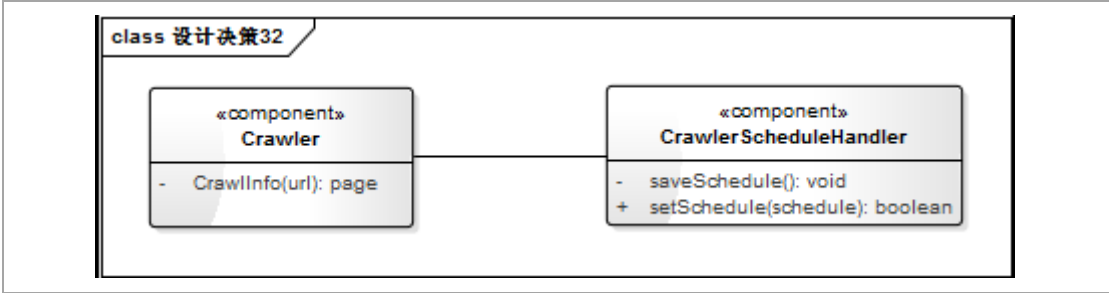 class 设计决策32
«component»
Crawler
- CrawlInfo(url): page
«component»
CrawlerScheduleHandler
- saveSchedule(): void
+ setSchedule(schedule): boolean